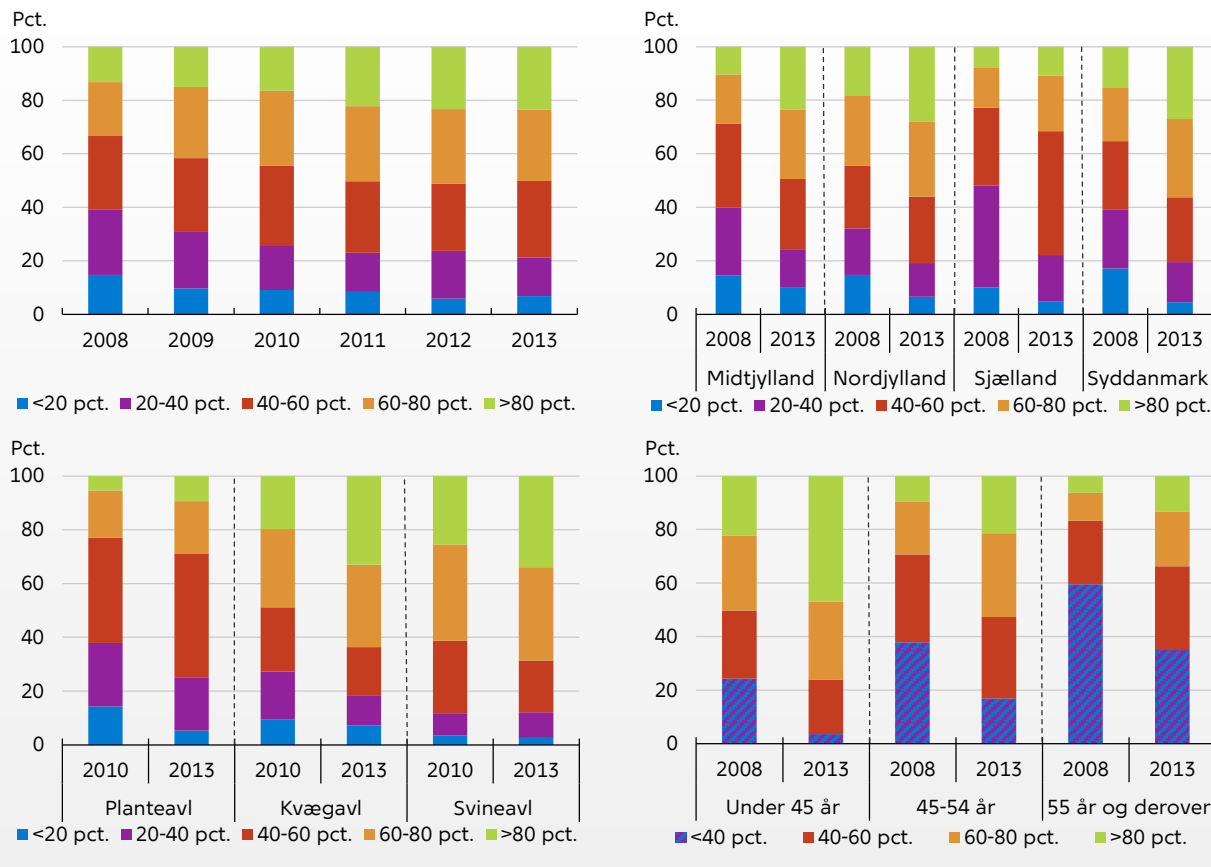 Pct.
100
80
60
40
20
0
2008 2009 2010 2011 2012 2013
<20 pct. 20-40 pct. 40-60 pct. 60-80 pct. >80 pct.
Pct.
100
80
60
40
20
0
2008 2013 2008 2013 2008 2013 2008 2013
Midtjylland Nordjylland Sjælland Syddanmark
<20 pct. 20-40 pct. 40-60 pct. 60-80 pct. >80 pct.
Pct.
100
80
60
40
20
0
2010 2013 2010 2013 2010 2013
Planteavl Kvægavl Svineavl
<20 pct. 20-40 pct. 40-60 pct. 60-80 pct. >80 pct.
Pct.
100
80
60
40
20
0
2008 2013 2008 2013 2008 2013
Under 45 år 45-54 år 55 år og derover
<40 pct. 40-60 pct. 60-80 pct. >80 pct.